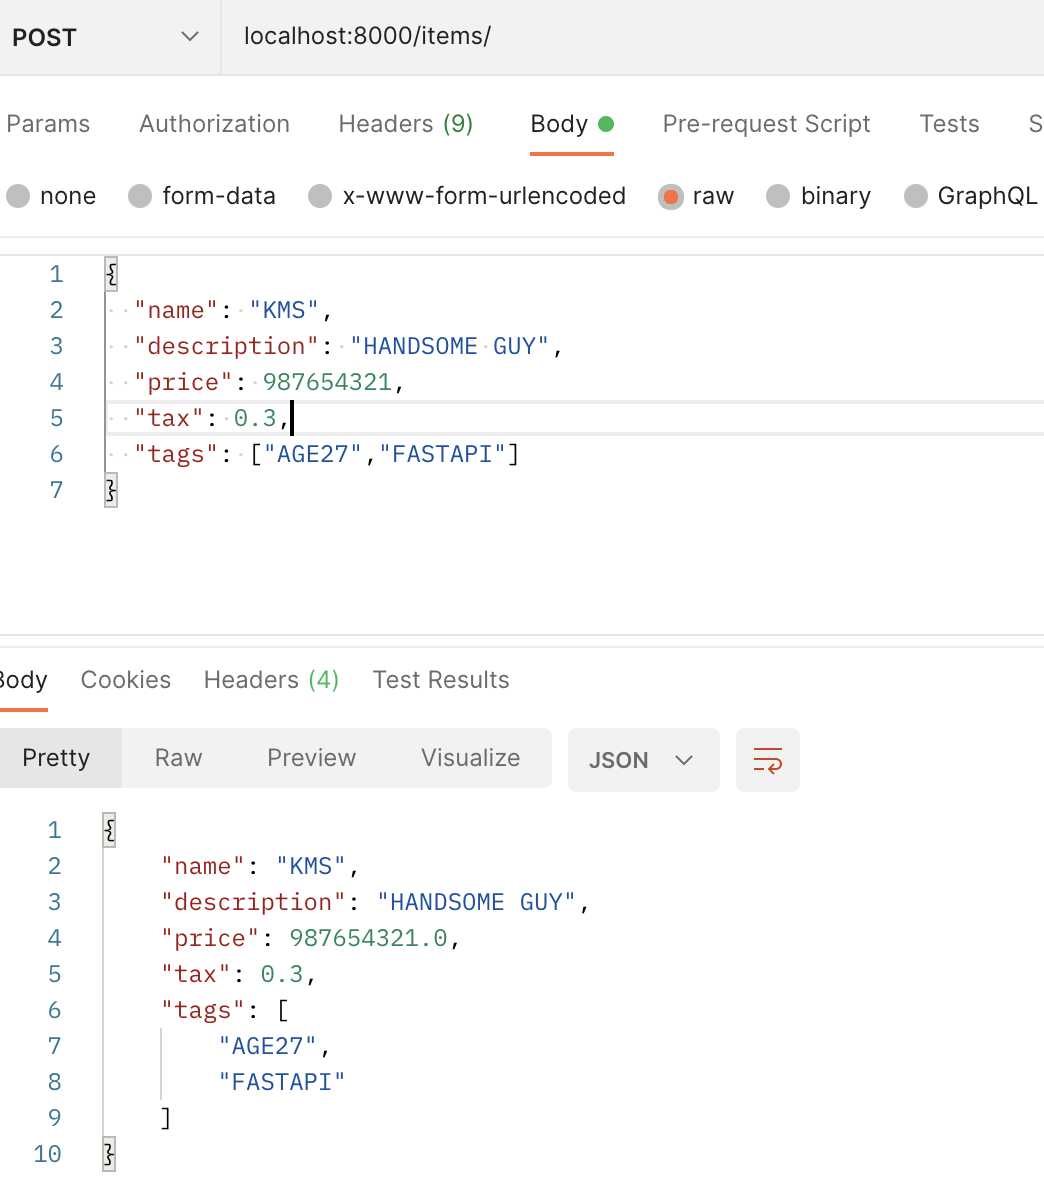 POST localhost:8000/items/
Params Authorization Headers (9) Body Pre-request Script Tests S
none form-data x-www-form-urlencoded raw binary GraphQL
1 {
2 "name": "KMS",
3 "description": "HANDSOME GUY",
4 "price": 987654321,
5 "tax": 0.3,
6 "tags": ["AGE27","FASTAPI"]
7 }
Body Cookies Headers (4) Test Results
Pretty Raw Preview Visualize JSON
1 {
2 "name": "KMS",
3 "description": "HANDSOME GUY",
4 "price": 987654321.0,
5 "tax": 0.3,
6 "tags": [
7 "AGE27",
8 "FASTAPI"
9 ]
10 }